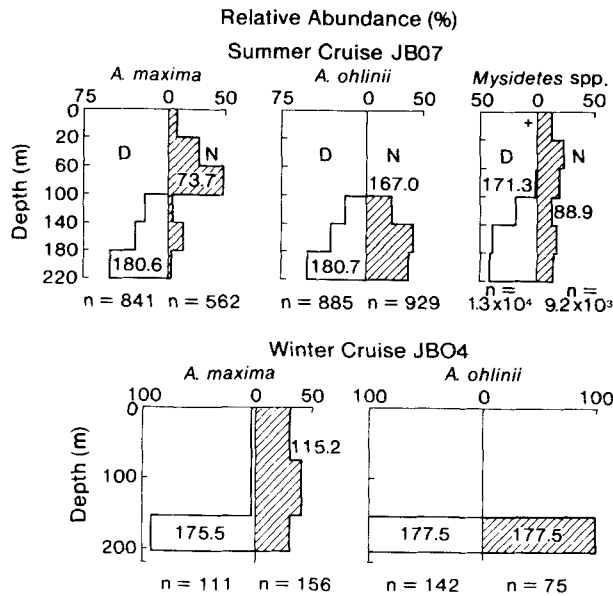 Relative Abundance (%)
Summer Cruise JB07
A. maxima
A. ohlinii
Mysidetes spp.
75 0 50
75 0 50
50 0 50
Depth (m)
0
20
60
100
140
180
220
D N
73.7
180.6
D N
167.0
180.7
+
D N
171.3
88.9
n = 841 n = 562
n = 885 n = 929
n = n =
1.3x10⁴ 9.2x10³
Winter Cruise JBO4
A. maxima
A. ohlinii
100 0 50
100 0 100
Depth (m)
0
100
200
115.2
175.5
177.5 177.5
n = 111 n = 156
n = 142 n = 75